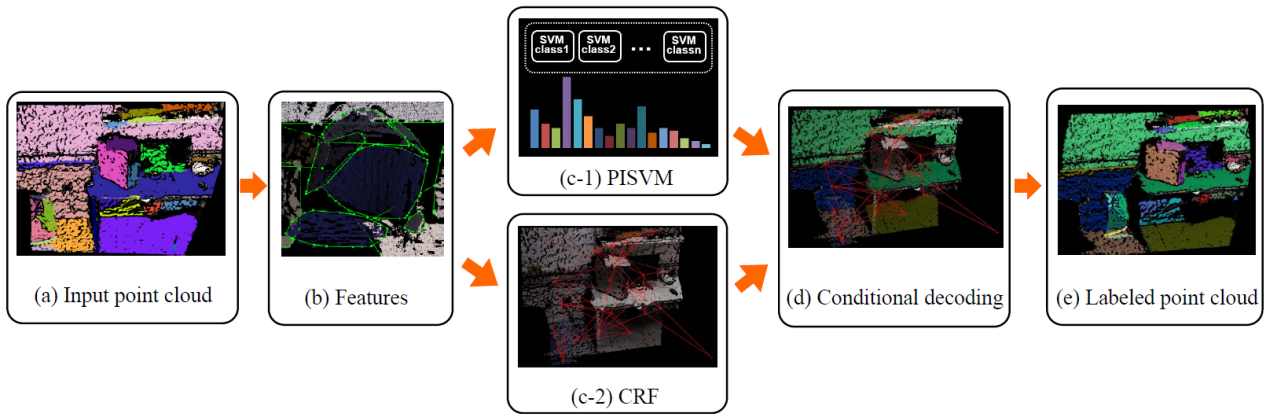 SVM class1
SVM class2
...
SVM classn
(a) Input point cloud
(b) Features
(c-1) PISVM
(c-2) CRF
(d) Conditional decoding
(e) Labeled point cloud